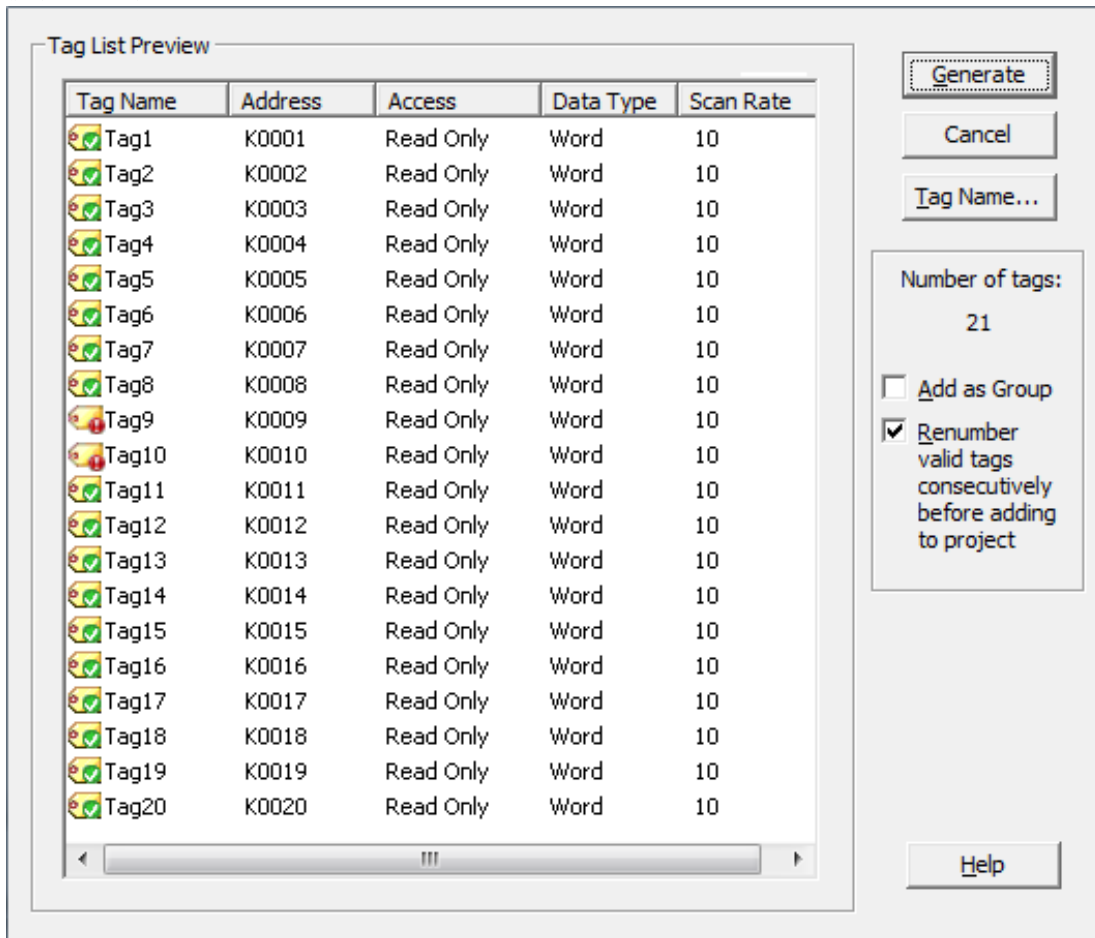 Tag List Preview
Generate
Tag Name Address Access Data Type Scan Rate
Tag1 K0001 Read Only Word 10
Cancel
Tag2 K0002 Read Only Word 10
Tag Name...
Tag3 K0003 Read Only Word 10
Tag4 K0004 Read Only Word 10
Tag5 K0005 Read Only Word 10
Number of tags:
Tag6 K0006 Read Only Word 10
21
Tag7 K0007 Read Only Word 10
Tag8 K0008 Read Only Word 10
Add as Group
Tag9 K0009 Read Only Word 10
Renumber
valid tags
consecutively
before adding
to project
Tag10 K0010 Read Only Word 10
Tag11 K0011 Read Only Word 10
Tag12 K0012 Read Only Word 10
Tag13 K0013 Read Only Word 10
Tag14 K0014 Read Only Word 10
Tag15 K0015 Read Only Word 10
Tag16 K0016 Read Only Word 10
Tag17 K0017 Read Only Word 10
Tag18 K0018 Read Only Word 10
Tag19 K0019 Read Only Word 10
Tag20 K0020 Read Only Word 10
Help